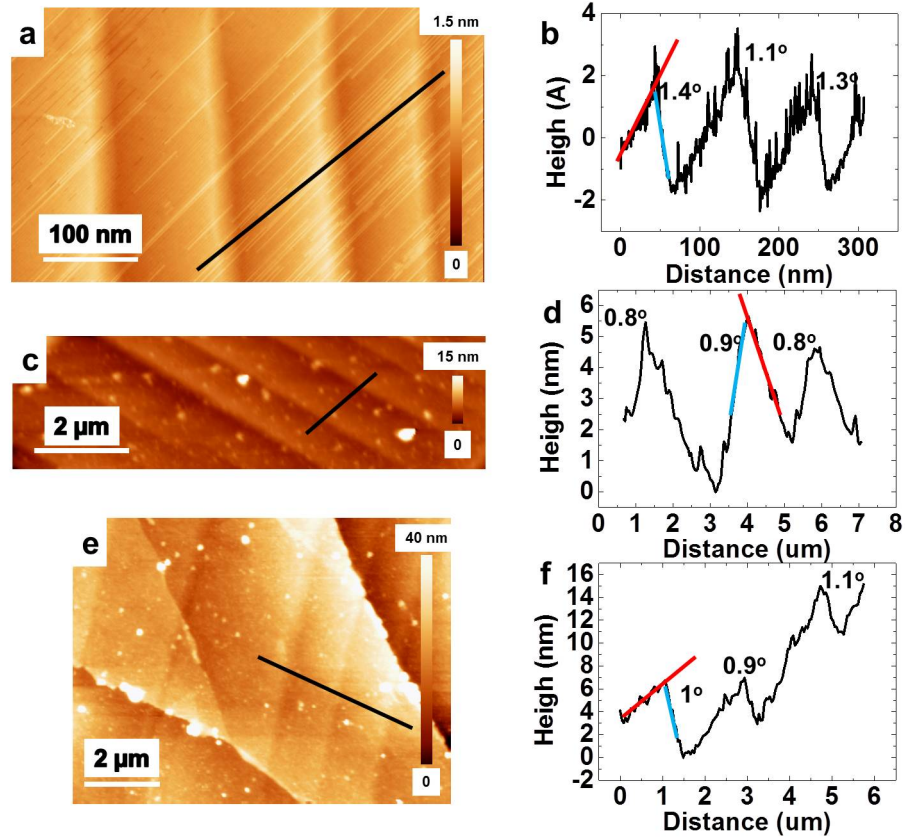 a
1.5 nm
0
100 nm
b
Heigh (A)
4
2
0
-2
1.4°
1.1°
1.3°
0 50 100 150 200 250 300
Distance (nm)
c
15 nm
0
2 µm
d
Heigh (nm)
6
5
4
3
2
1
0
0.8°
0.9°
0.8°
0 1 2 3 4 5 6 7 8
Distance (um)
e
40 nm
0
2 µm
f
Heigh (nm)
16
14
12
10
8
6
4
2
0
-2
1°
0.9°
1.1°
0 1 2 3 4 5 6
Distance (um)